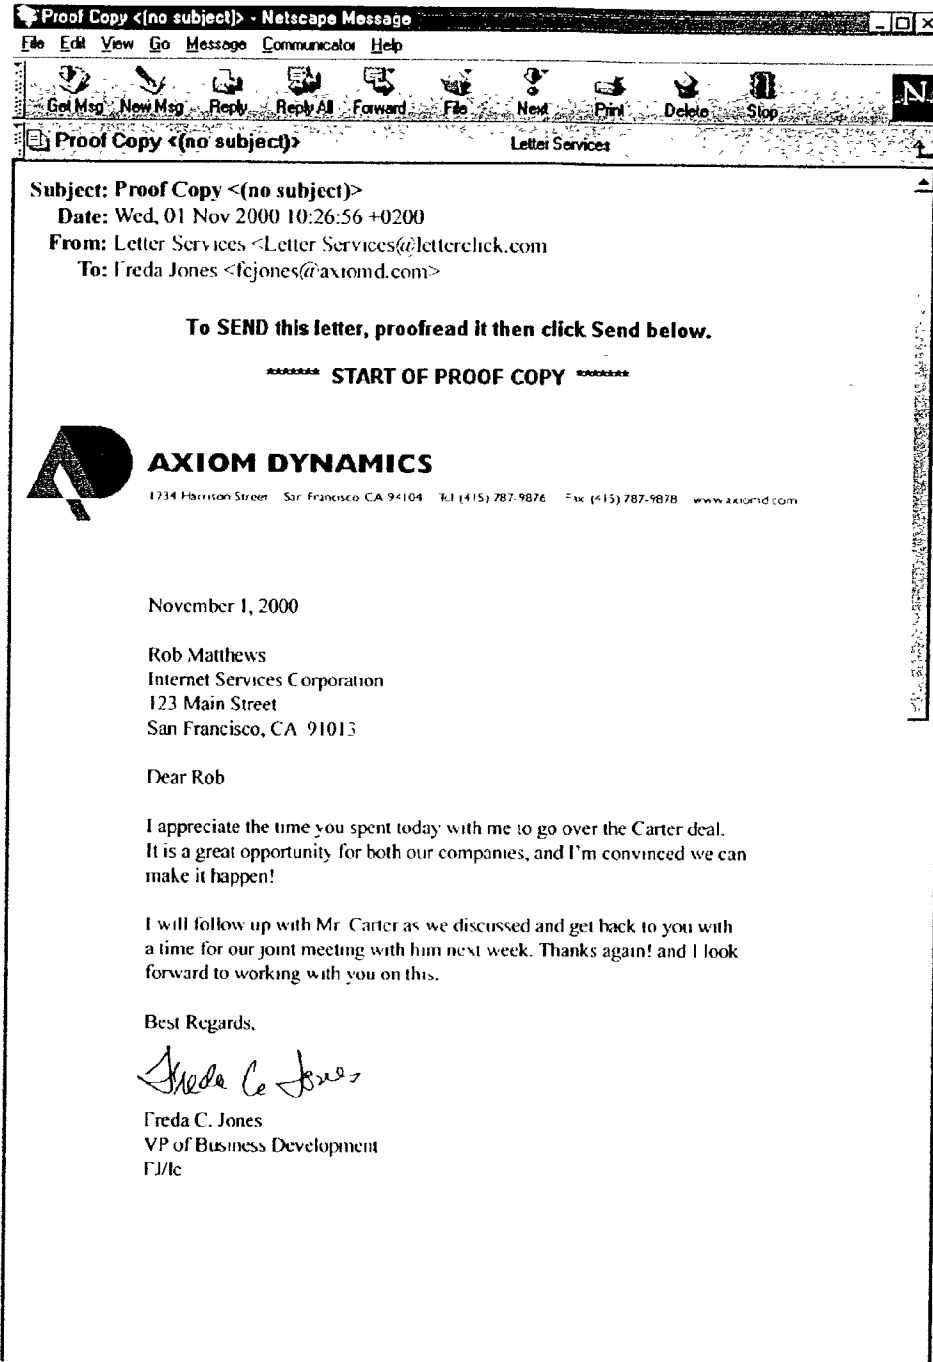 Proof Copy <(no subject)> - Netscape Message
File Edit View Go Message Communicator Help
Get Msg New Msg Reply Reply All Forward File Next Print Delete Stop
N
Proof Copy <(no subject)> Letter Services
Subject: Proof Copy <(no subject)>
Date: Wed, 01 Nov 2000 10:26:56 +0200
From: Letter Services <Letter Services@letterclick.com
To: Freda Jones <fcjones@axiomd.com>
To SEND this letter, proofread it then click Send below.
******* START OF PROOF COPY *******
AXIOM DYNAMICS
1234 Harrison Street San Francisco CA 94104 Tel (415) 787-9876 Fax (415) 787-9878 www.axiomd.com
November 1, 2000
Rob Matthews
Internet Services Corporation
123 Main Street
San Francisco, CA 91013
Dear Rob
I appreciate the time you spent today with me to go over the Carter deal.
It is a great opportunity for both our companies, and I'm convinced we can
make it happen!
I will follow up with Mr. Carter as we discussed and get back to you with
a time for our joint meeting with him next week. Thanks again! and I look
forward to working with you on this.
Best Regards,
Freda C Jones
Freda C. Jones
VP of Business Development
FJ/lc